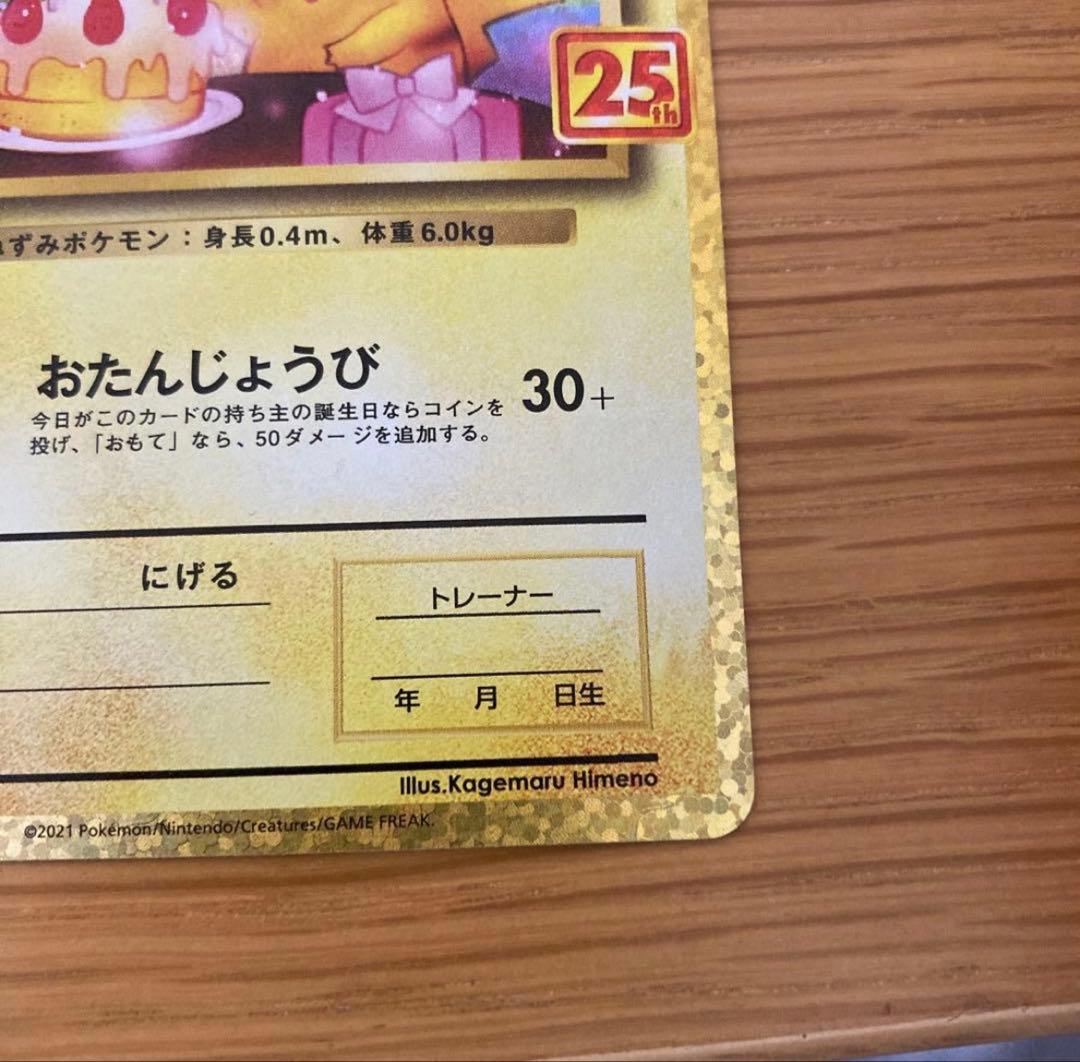 25th
ずみポケモン：身長0.4m、体重6.0kg
おたんじょうび 30+
今日がこのカードの持ち主の誕生日ならコインを
投げ、「おもて」なら、50ダメージを追加する。
にげる
トレーナー
年 月 日生
Illus.Kagemaru Himeno
©2021 Pokémon/Nintendo/Creatures/GAME FREAK.